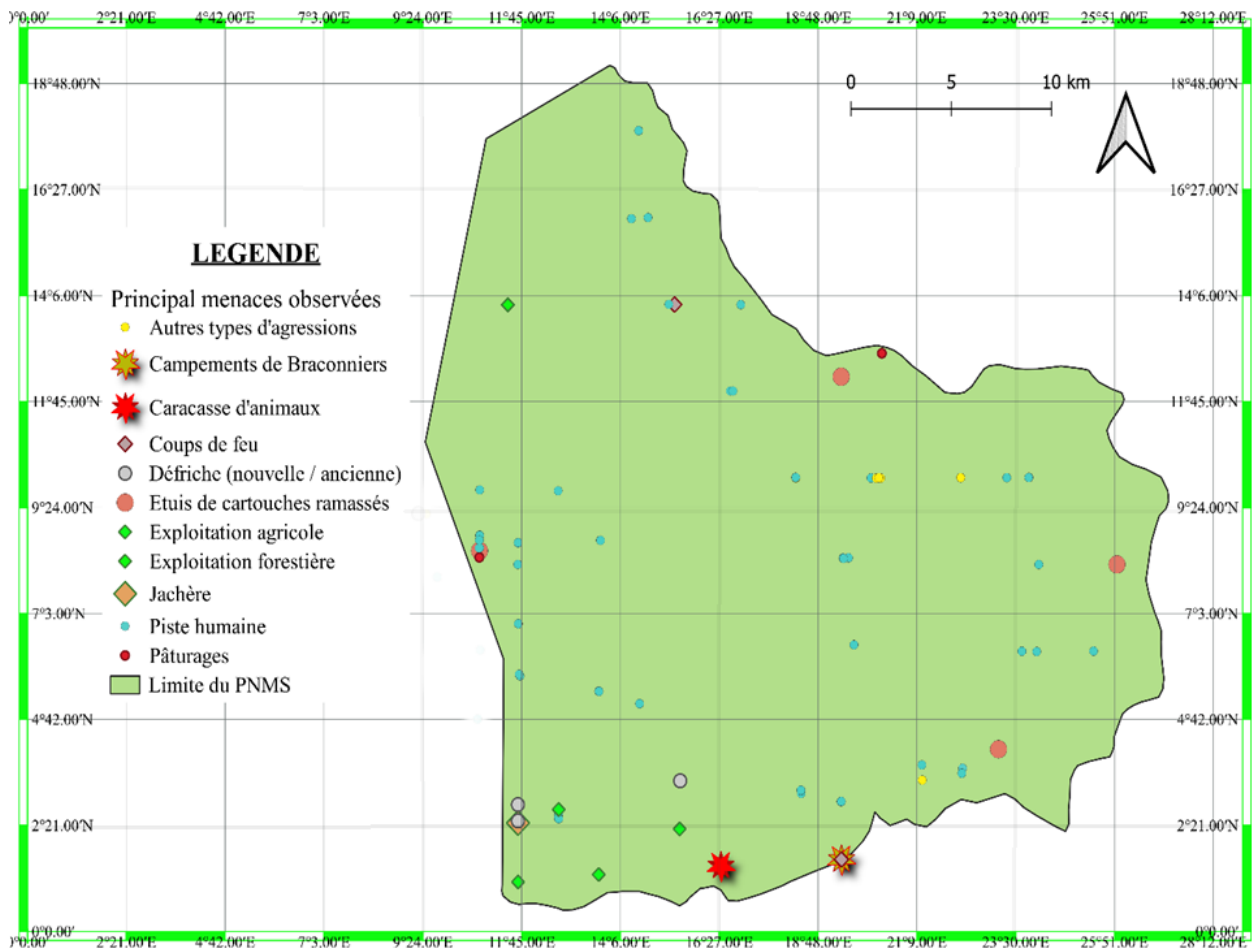 0°0.00′E 2°21.00′E 4°42.00′E 7°3.00′E 9°24.00′E 11°45.00′E 14°6.00′E 16°27.00′E 18°48.00′E 21°9.00′E 23°30.00′E 25°51.00′E 28°12.00′E
18°48.00′N 18°48.00′N
0 5 10 km
16°27.00′N 16°27.00′N
LEGENDE
14°6.00′N 14°6.00′N
Principal menaces observées
Autres types d'agressions
Campements de Braconniers
11°45.00′N 11°45.00′N
Caracasse d'animaux
Coups de feu
Défriche (nouvelle / ancienne)
Etuis de cartouches ramassés
9°24.00′N 9°24.00′N
Exploitation agricole
Exploitation forestière
Jachère
7°3.00′N 7°3.00′N
Piste humaine
Pâturages
Limite du PNMS
4°42.00′N 4°42.00′N
2°21.00′N 2°21.00′N
0°0.00′N 0°0.00′N
0°0.00′E 2°21.00′E 4°42.00′E 7°3.00′E 9°24.00′E 11°45.00′E 14°6.00′E 16°27.00′E 18°48.00′E 21°9.00′E 23°30.00′E 25°51.00′E 28°12.00′E